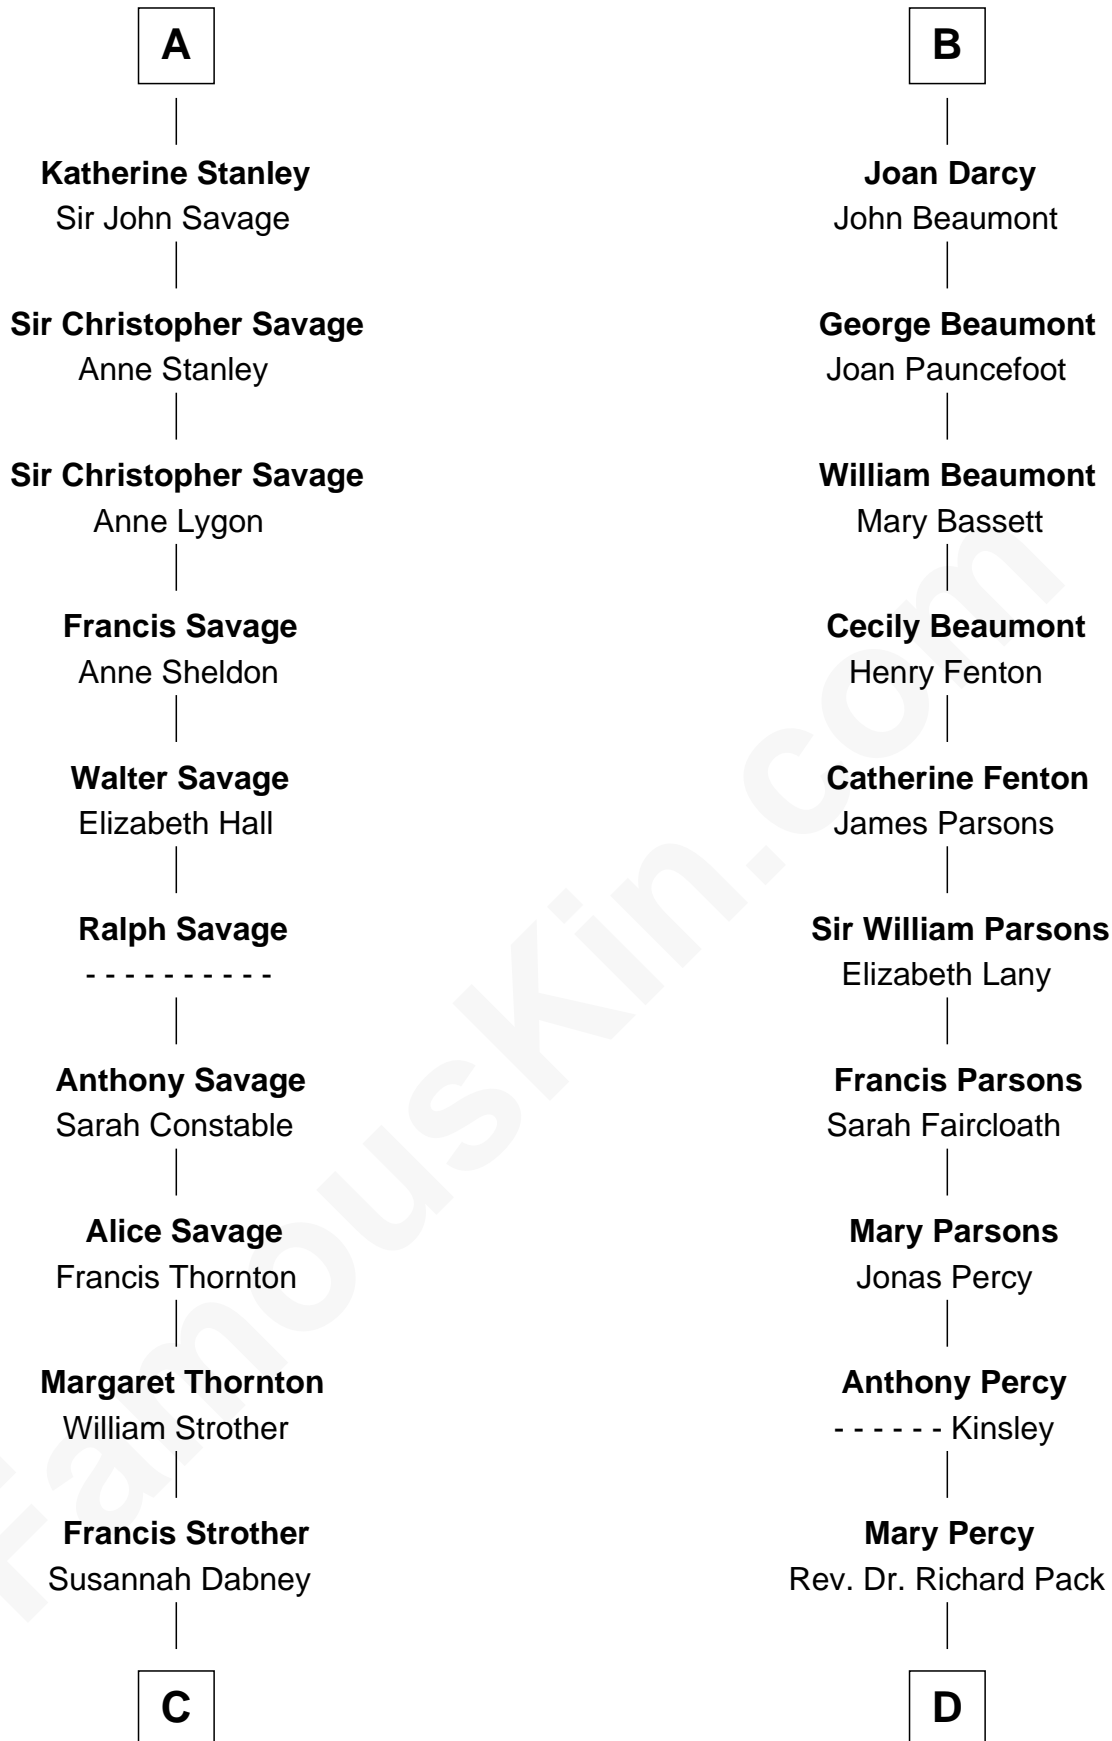 A
Katherine Stanley
Sir John Savage
Sir Christopher Savage
Anne Stanley
Sir Christopher Savage
Anne Lygon
Francis Savage
Anne Sheldon
Walter Savage
Elizabeth Hall
Ralph Savage
- - - - - - - - - -
Anthony Savage
Sarah Constable
Alice Savage
Francis Thornton
Margaret Thornton
William Strother
Francis Strother
Susannah Dabney
C
B
Joan Darcy
John Beaumont
George Beaumont
Joan Pauncefoot
William Beaumont
Mary Bassett
Cecily Beaumont
Henry Fenton
Catherine Fenton
James Parsons
Sir William Parsons
Elizabeth Lany
Francis Parsons
Sarah Faircloath
Mary Parsons
Jonas Percy
Anthony Percy
- - - - - - Kinsley
Mary Percy
Rev. Dr. Richard Pack
D
FamousKin.com